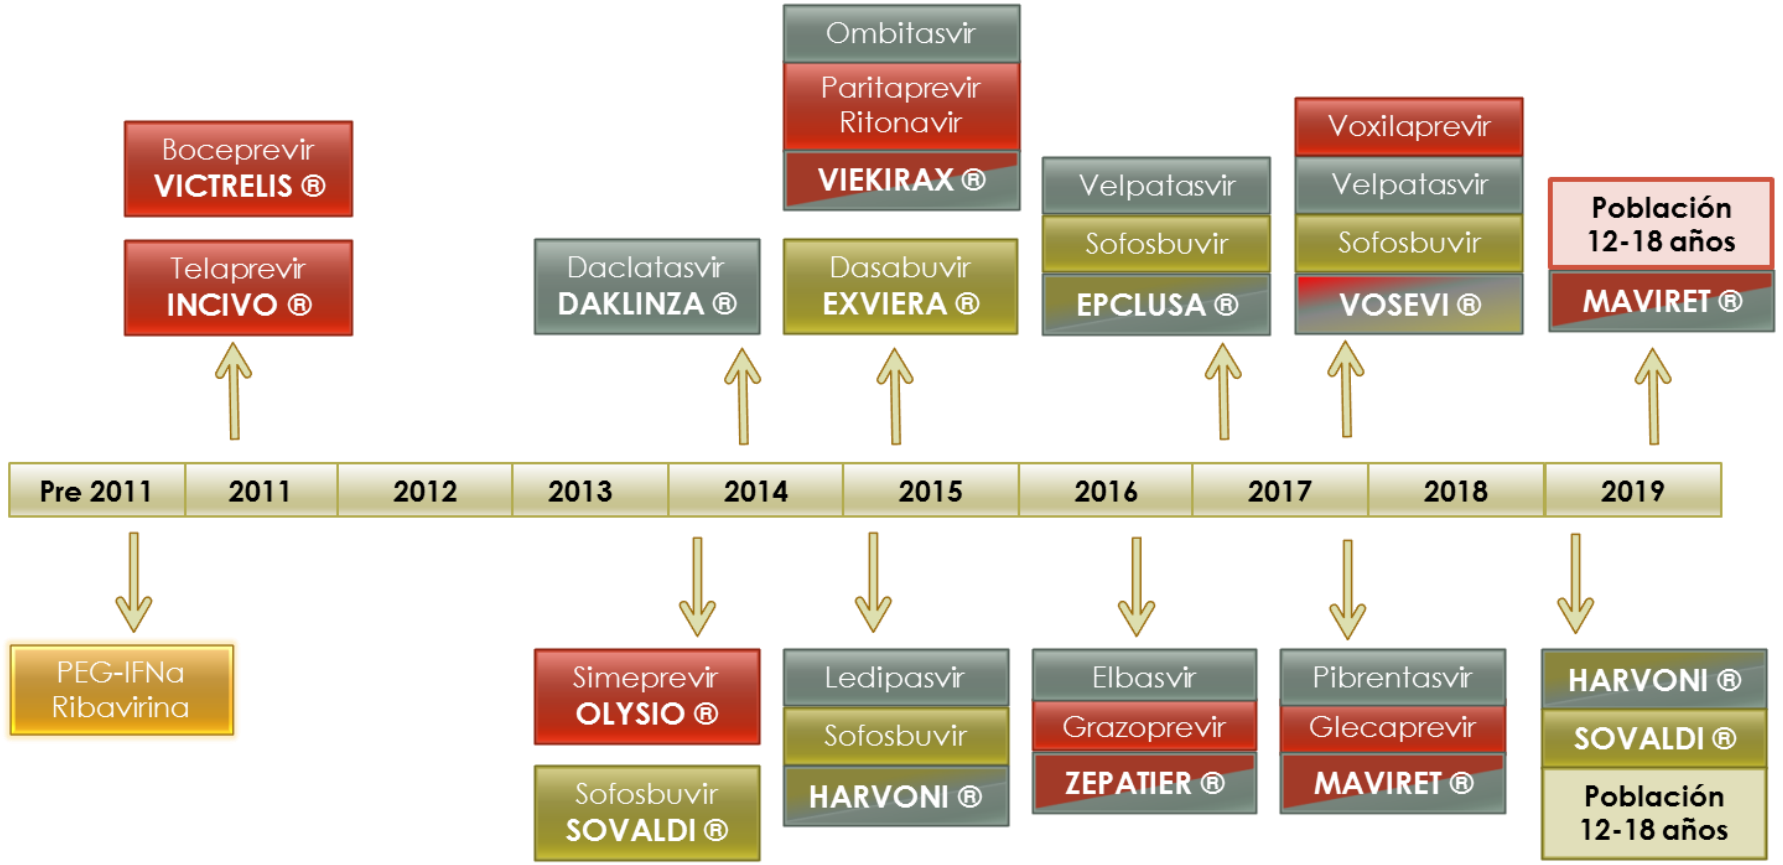 Ombitasvir
Paritaprevir
Ritonavir
VIEKIRAX ®
Boceprevir
VICTRELIS ®
Telaprevir
INCIVO ®
Daclatasvir
DAKLINZA ®
Dasabuvir
EXVIERA ®
Velpatasvir
Sofosbuvir
EPCLUSA ®
Voxilaprevir
Velpatasvir
Sofosbuvir
VOSEVI ®
Población
12-18 años
MAVIRET ®
Pre 2011
2011
2012
2013
2014
2015
2016
2017
2018
2019
PEG-IFNa
Ribavirina
Simeprevir
OLYSIO ®
Sofosbuvir
SOVALDI ®
Ledipasvir
Sofosbuvir
HARVONI ®
Elbasvir
Grazoprevir
ZEPATIER ®
Pibrentasvir
Glecaprevir
MAVIRET ®
HARVONI ®
SOVALDI ®
Población
12-18 años